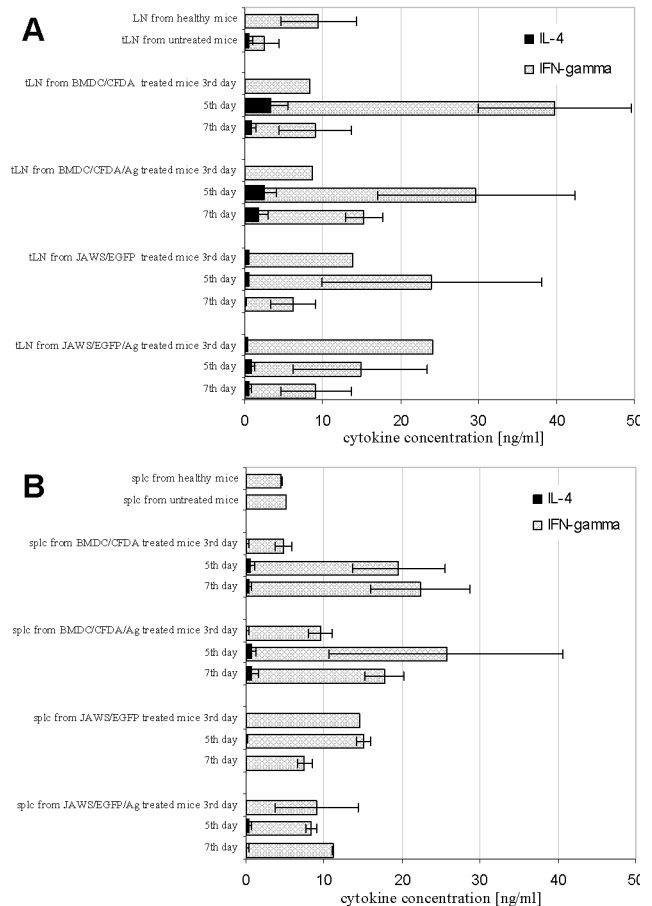 A
IL-4
IFN-gamma
LN from healthy mice
tLN from untreated mice
tLN from BMDC/CFDA treated mice 3rd day
5th day
7th day
tLN from BMDC/CFDA/Ag treated mice 3rd day
5th day
7th day
tLN from JAWS/EGFP treated mice 3rd day
5th day
7th day
tLN from JAWS/EGFP/Ag treated mice 3rd day
5th day
7th day
0 10 20 30 40 50
cytokine concentration [ng/ml]
B
IL-4
IFN-gamma
splc from healthy mice
splc from untreated mice
splc from BMDC/CFDA treated mice 3rd day
5th day
7th day
splc from BMDC/CFDA/Ag treated mice 3rd day
5th day
7th day
splc from JAWS/EGFP treated mice 3rd day
5th day
7th day
splc from JAWS/EGFP/Ag treated mice 3rd day
5th day
7th day
0 10 20 30 40 50
cytokine concentration [ng/ml]